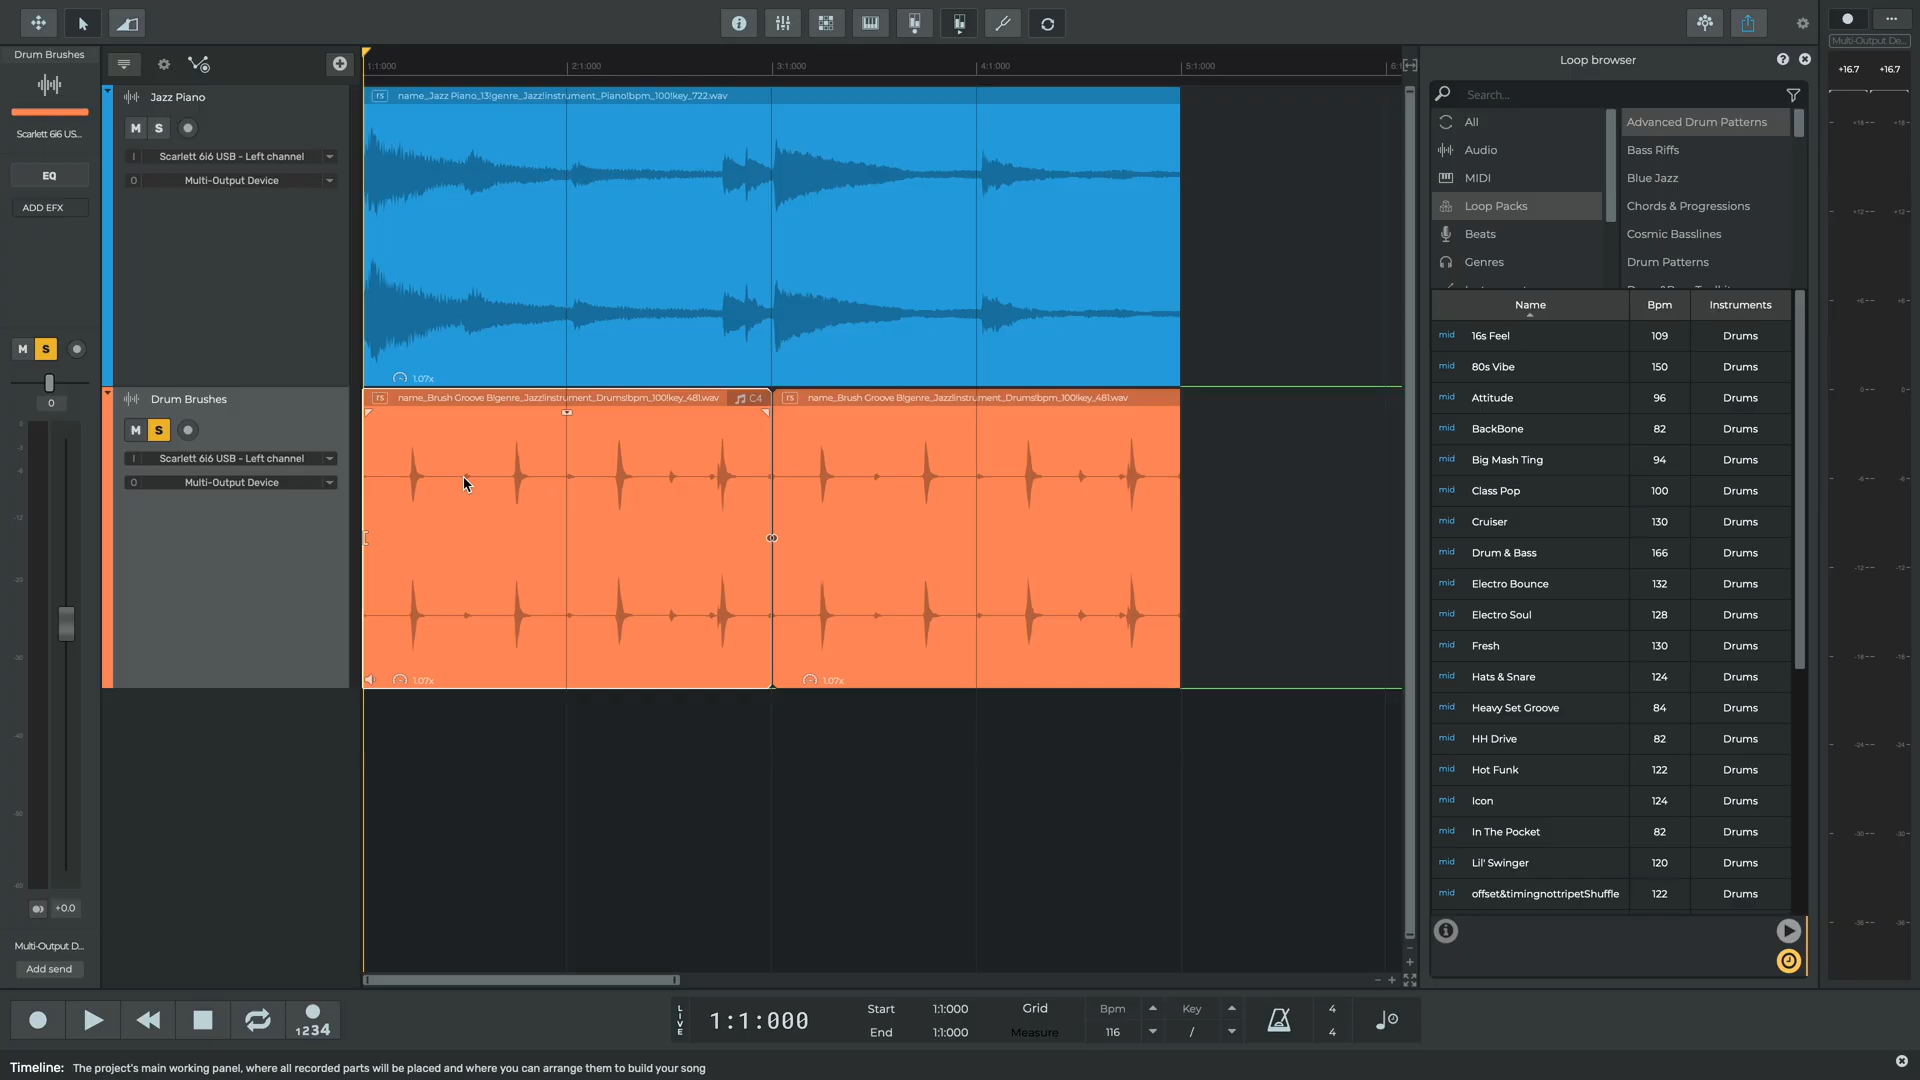 Multi-Output De...
Drum Brushes
Scarlett 6i6 US...
EQ
ADD EFX
M S
0
+0.0
Multi-Output D...
Add send
Jazz Piano
M S
I Scarlett 6i6 USB - Left channel
O Multi-Output Device
Drum Brushes
M S
I Scarlett 6i6 USB - Left channel
O Multi-Output Device
1:1:000 2:1:000 3:1:000 4:1:000 5:1:000
rs name_Jazz Piano_13!genre_Jazz!instrument_Piano!bpm_100!key_722.wav
1.07x
rs name_Brush Groove B!genre_Jazz!instrument_Drums!bpm_100!key_481.wav C4
rs name_Brush Groove B!genre_Jazz!instrument_Drums!bpm_100!key_481.wav
1.07x
1.07x
Loop browser
Search...
All
Audio
MIDI
Loop Packs
Beats
Genres
Advanced Drum Patterns
Bass Riffs
Blue Jazz
Chords & Progressions
Cosmic Basslines
Drum Patterns
Name Bpm Instruments
mid 16s Feel 109 Drums
mid 80s Vibe 150 Drums
mid Attitude 96 Drums
mid BackBone 82 Drums
mid Big Mash Ting 94 Drums
mid Class Pop 100 Drums
mid Cruiser 130 Drums
mid Drum & Bass 166 Drums
mid Electro Bounce 132 Drums
mid Electro Soul 128 Drums
mid Fresh 130 Drums
mid Hats & Snare 124 Drums
mid Heavy Set Groove 84 Drums
mid HH Drive 82 Drums
mid Hot Funk 122 Drums
mid Icon 124 Drums
mid In The Pocket 82 Drums
mid Lil' Swinger 120 Drums
mid offset&timingnottripetShuffle 122 Drums
+16.7 +16.7
1234
LIVE
1:1:000
Start 1:1:000
End 1:1:000
Grid
Measure
Bpm
116
Key
/
4
4
Timeline: The project's main working panel, where all recorded parts will be placed and where you can arrange them to build your song